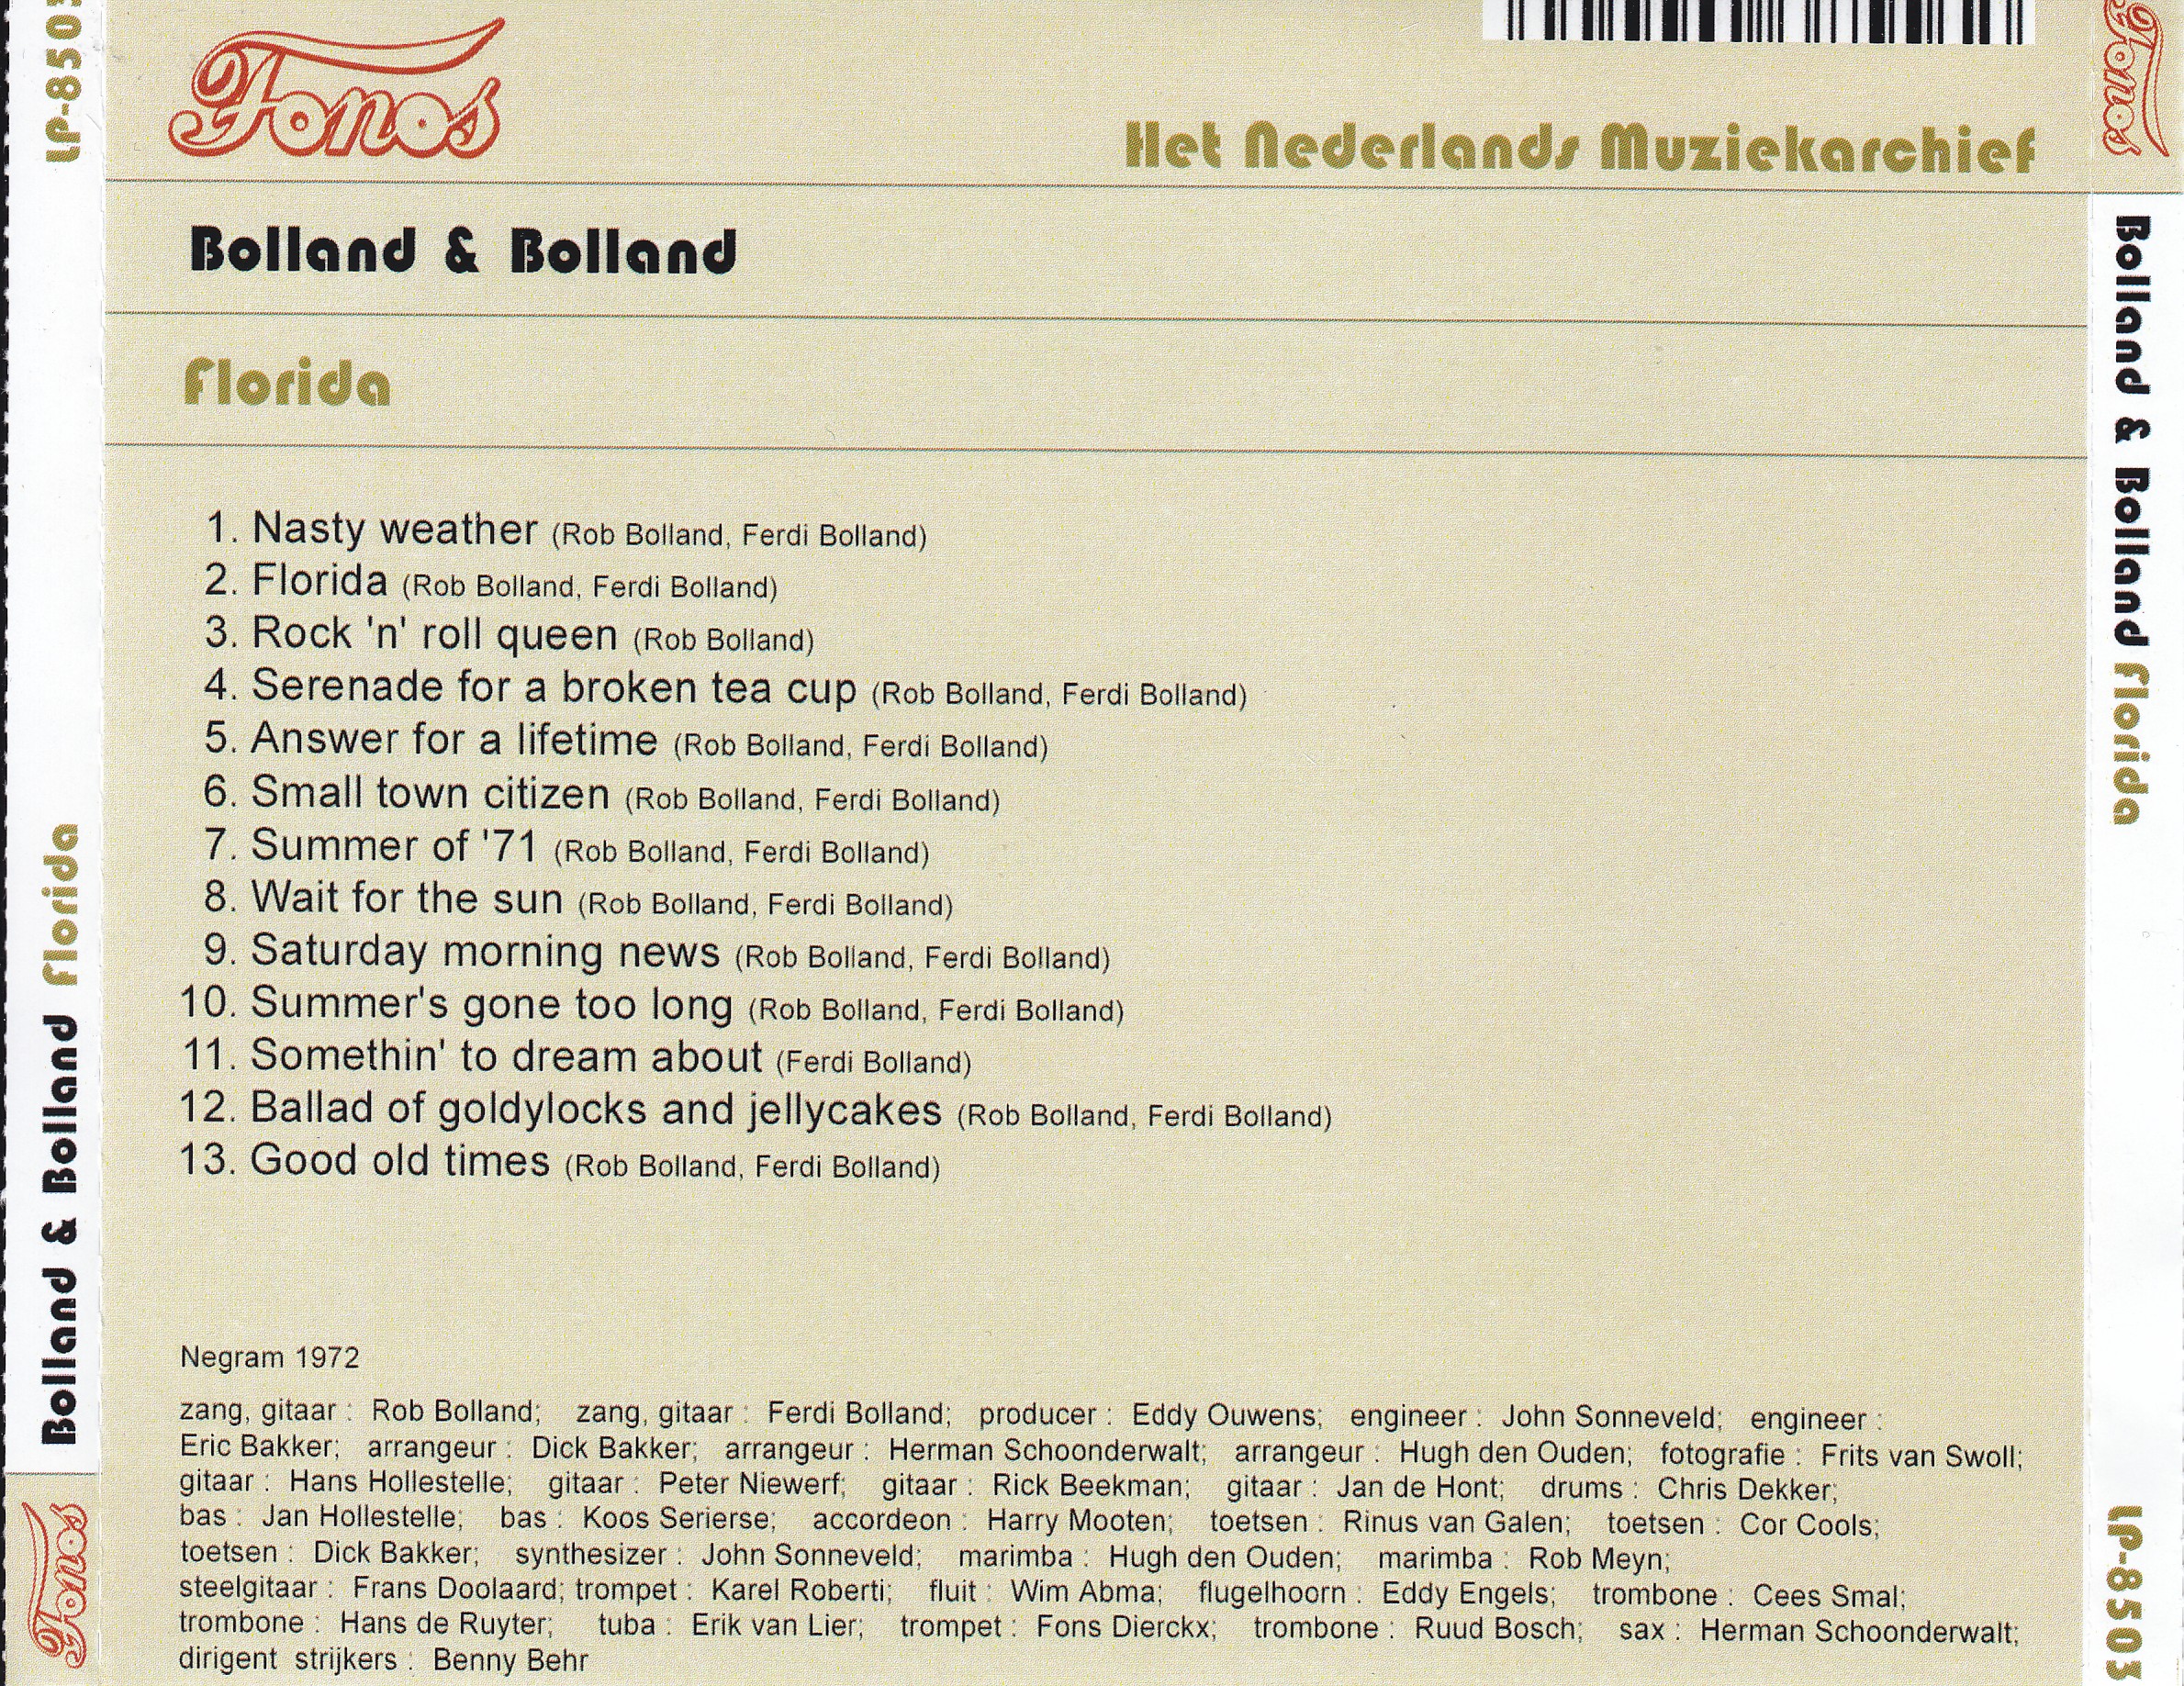 Fonos
Het Nederlands Muziekarchief
Bolland & Bolland
Florida
1. Nasty weather (Rob Bolland, Ferdi Bolland)
2. Florida (Rob Bolland, Ferdi Bolland)
3. Rock 'n' roll queen (Rob Bolland)
4. Serenade for a broken tea cup (Rob Bolland, Ferdi Bolland)
5. Answer for a lifetime (Rob Bolland, Ferdi Bolland)
6. Small town citizen (Rob Bolland, Ferdi Bolland)
7. Summer of '71 (Rob Bolland, Ferdi Bolland)
8. Wait for the sun (Rob Bolland, Ferdi Bolland)
9. Saturday morning news (Rob Bolland, Ferdi Bolland)
10. Summer's gone too long (Rob Bolland, Ferdi Bolland)
11. Somethin' to dream about (Ferdi Bolland)
12. Ballad of goldylocks and jellycakes (Rob Bolland, Ferdi Bolland)
13. Good old times (Rob Bolland, Ferdi Bolland)
Negram 1972
zang, gitaar : Rob Bolland; zang, gitaar : Ferdi Bolland; producer : Eddy Ouwens; engineer : John Sonneveld; engineer :
Eric Bakker; arrangeur : Dick Bakker; arrangeur : Herman Schoonderwalt; arrangeur : Hugh den Ouden; fotografie : Frits van Swoll;
gitaar : Hans Hollestelle; gitaar : Peter Niewerf; gitaar : Rick Beekman; gitaar : Jan de Hont; drums : Chris Dekker;
bas : Jan Hollestelle; bas : Koos Serierse; accordeon : Harry Mooten; toetsen : Rinus van Galen; toetsen : Cor Cools;
toetsen : Dick Bakker; synthesizer : John Sonneveld; marimba : Hugh den Ouden; marimba : Rob Meyn;
steelgitaar : Frans Doolaard; trompet : Karel Roberti; fluit : Wim Abma; flugelhoorn : Eddy Engels; trombone : Cees Smal;
trombone : Hans de Ruyter; tuba : Erik van Lier; trompet : Fons Dierckx; trombone : Ruud Bosch; sax : Herman Schoonderwalt;
dirigent strijkers : Benny Behr
Fonos Bolland & Bolland Florida LP-8503
Fonos Bolland & Bolland Florida LP-8503